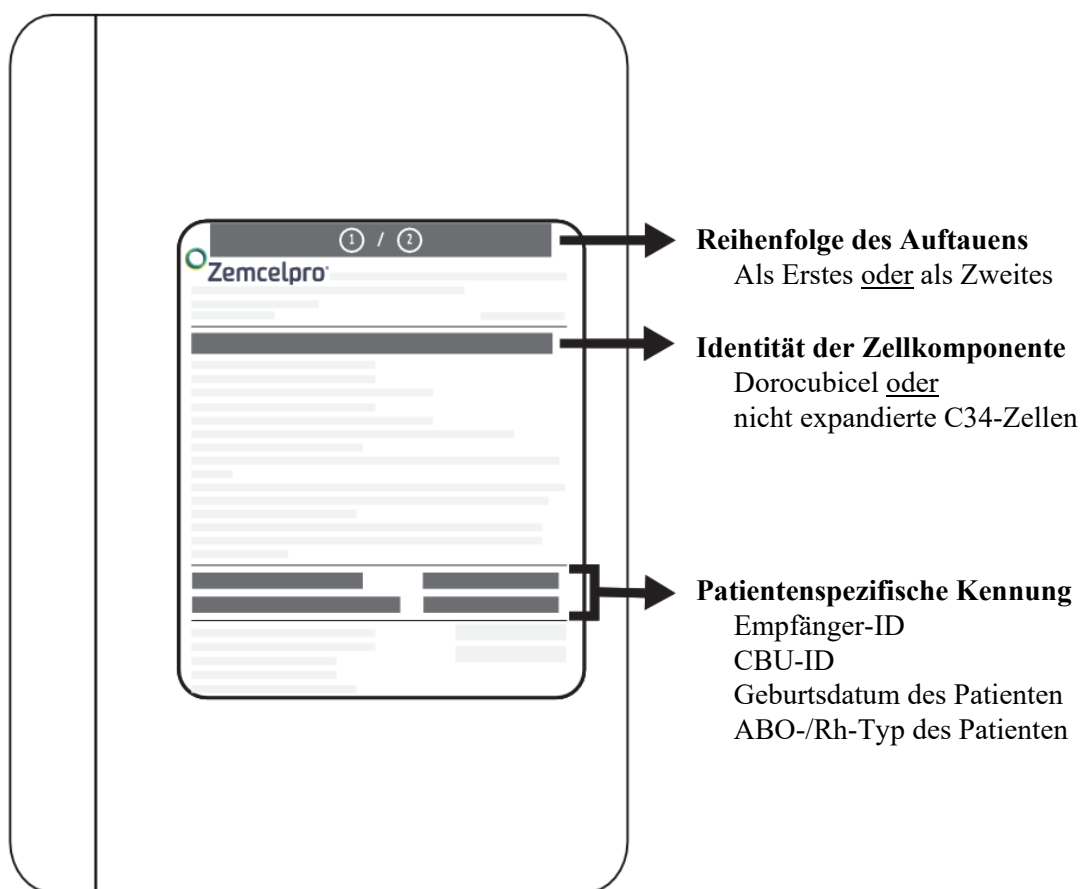 1 / 2
Zemcelpro
Reihenfolge des Auftauens
Als Erstes oder als Zweites
Identität der Zellkomponente
Dorocubicel oder
nicht expandierte C34-Zellen
Patientenspezifische Kennung
Empfänger-ID
CBU-ID
Geburtsdatum des Patienten
ABO-/Rh-Typ des Patienten